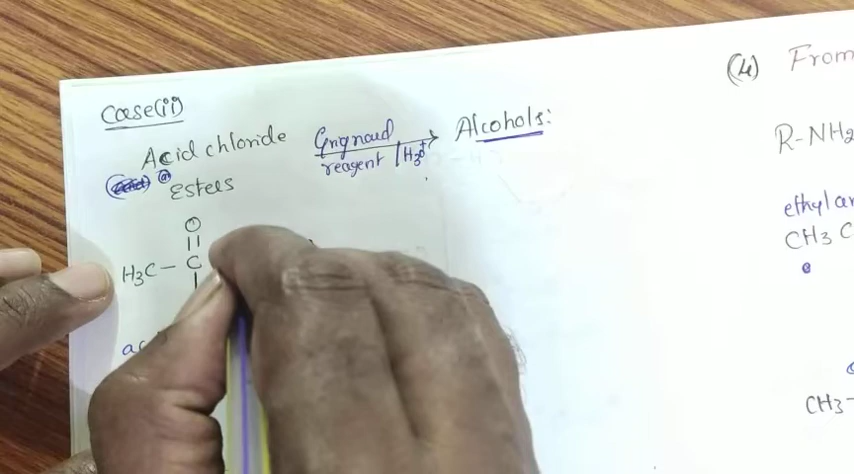 Case(ii)
Acid chloride
Grignard
reagent / H3O+
Alcohols:
(or) Esters
O
H3C – C
(4) From
R-NH2
ethyl
CH3 C
CH3-